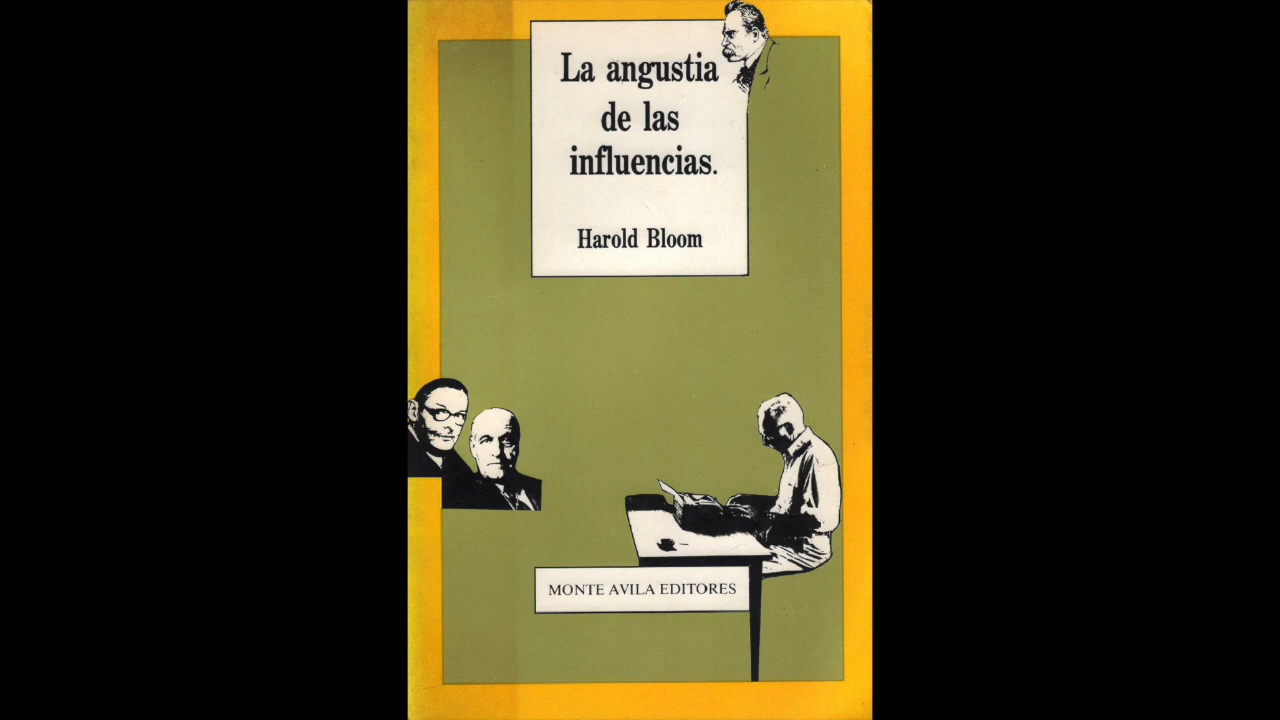 La angustia
de las
influencias.
Harold Bloom
MONTE AVILA EDITORES